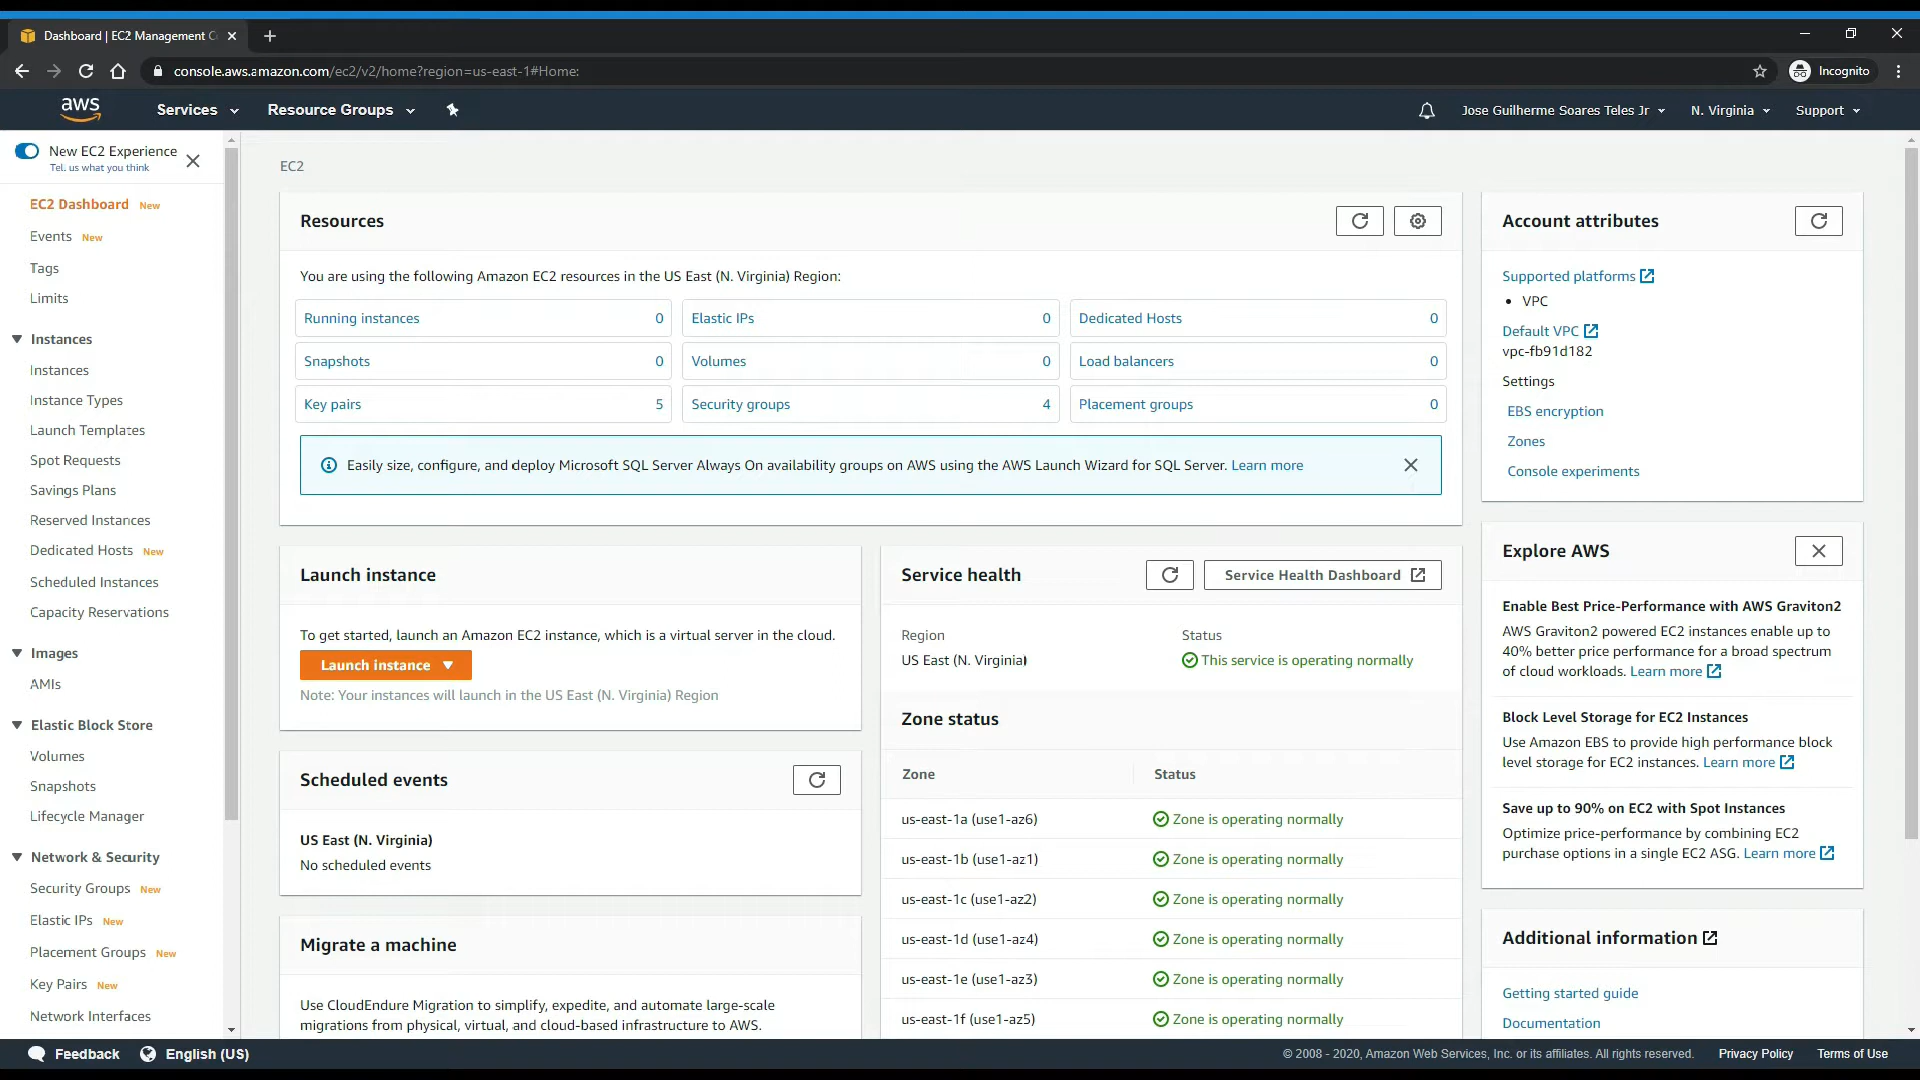 Dashboard | EC2 Management C
console.aws.amazon.com/ec2/v2/home?region=us-east-1#Home:
Incognito
aws
Services
Resource Groups
Jose Guilherme Soares Teles Jr
N. Virginia
Support
New EC2 Experience
Tell us what you think
EC2 Dashboard New
Events New
Tags
Limits
Instances
Instances
Instance Types
Launch Templates
Spot Requests
Savings Plans
Reserved Instances
Dedicated Hosts New
Scheduled Instances
Capacity Reservations
Images
AMIs
Elastic Block Store
Volumes
Snapshots
Lifecycle Manager
Network & Security
Security Groups New
Elastic IPs New
Placement Groups New
Key Pairs New
Network Interfaces
EC2
Resources
You are using the following Amazon EC2 resources in the US East (N. Virginia) Region:
Running instances 0
Elastic IPs 0
Dedicated Hosts 0
Snapshots 0
Volumes 0
Load balancers 0
Key pairs 5
Security groups 4
Placement groups 0
Easily size, configure, and deploy Microsoft SQL Server Always On availability groups on AWS using the AWS Launch Wizard for SQL Server. Learn more
Launch instance
To get started, launch an Amazon EC2 instance, which is a virtual server in the cloud.
Launch instance
Note: Your instances will launch in the US East (N. Virginia) Region
Scheduled events
US East (N. Virginia)
No scheduled events
Migrate a machine
Use CloudEndure Migration to simplify, expedite, and automate large-scale
migrations from physical, virtual, and cloud-based infrastructure to AWS.
Service health
Service Health Dashboard
Region
Status
US East (N. Virginia)
This service is operating normally
Zone status
Zone
Status
us-east-1a (use1-az6) Zone is operating normally
us-east-1b (use1-az1) Zone is operating normally
us-east-1c (use1-az2) Zone is operating normally
us-east-1d (use1-az4) Zone is operating normally
us-east-1e (use1-az3) Zone is operating normally
us-east-1f (use1-az5) Zone is operating normally
Account attributes
Supported platforms
• VPC
Default VPC
vpc-fb91d182
Settings
EBS encryption
Zones
Console experiments
Explore AWS
Enable Best Price-Performance with AWS Graviton2
AWS Graviton2 powered EC2 instances enable up to
40% better price performance for a broad spectrum
of cloud workloads. Learn more
Block Level Storage for EC2 Instances
Use Amazon EBS to provide high performance block
level storage for EC2 instances. Learn more
Save up to 90% on EC2 with Spot Instances
Optimize price-performance by combining EC2
purchase options in a single EC2 ASG. Learn more
Additional information
Getting started guide
Documentation
Feedback
English (US)
© 2008 - 2020, Amazon Web Services, Inc. or its affiliates. All rights reserved.
Privacy Policy
Terms of Use